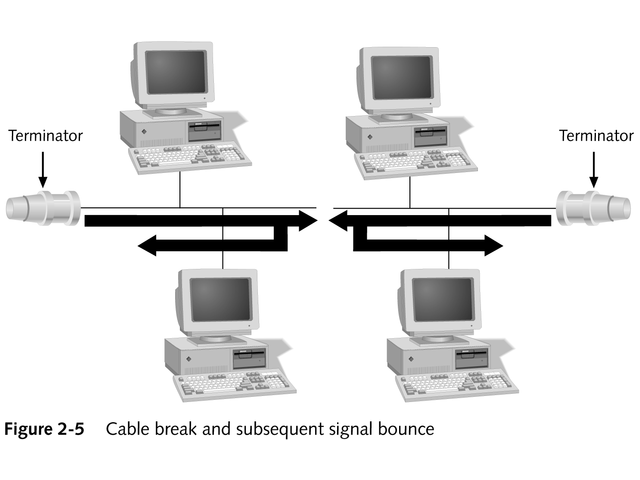 Terminator
Terminator
Figure 2-5 Cable break and subsequent signal bounce